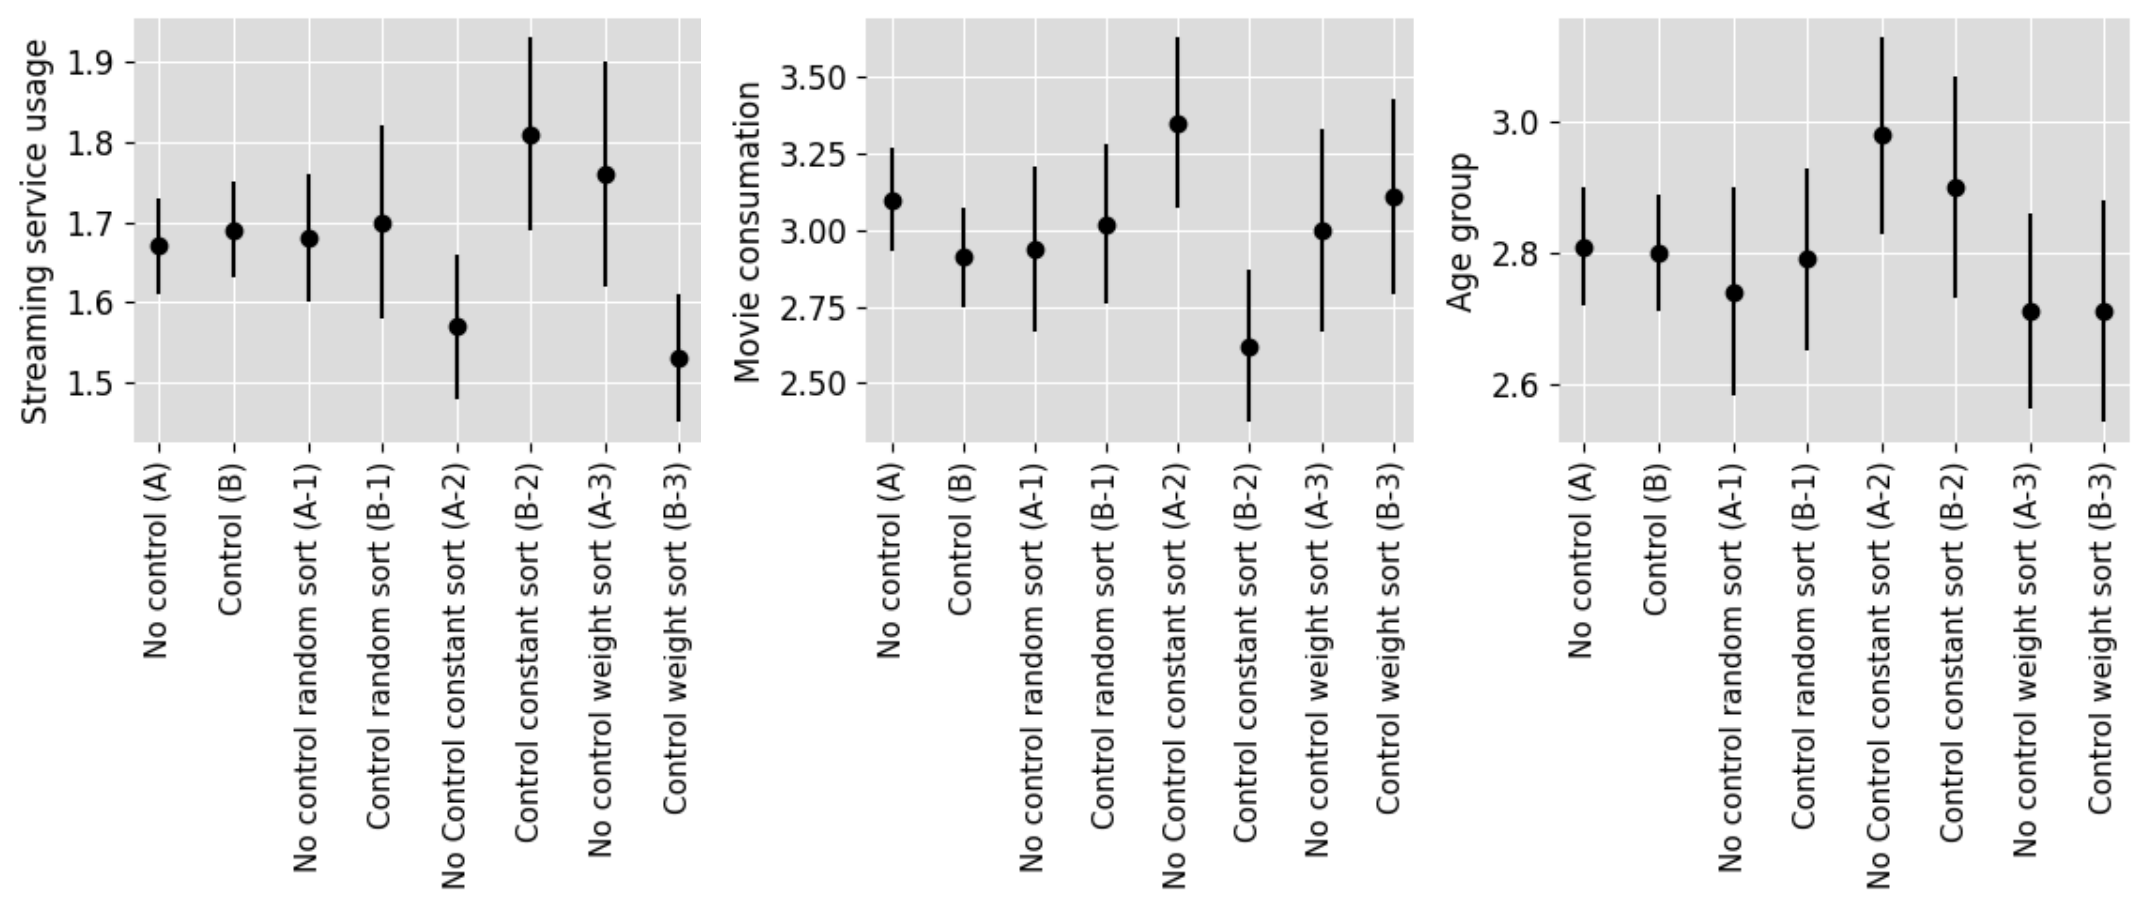 Streaming service usage
1.9
1.8
1.7
1.6
1.5
No control (A)
Control (B)
No control random sort (A-1)
Control random sort (B-1)
No Control constant sort (A-2)
Control constant sort (B-2)
No control weight sort (A-3)
Control weight sort (B-3)
Movie consumation
3.50
3.25
3.00
2.75
2.50
No control (A)
Control (B)
No control random sort (A-1)
Control random sort (B-1)
No Control constant sort (A-2)
Control constant sort (B-2)
No control weight sort (A-3)
Control weight sort (B-3)
Age group
3.0
2.8
2.6
No control (A)
Control (B)
No control random sort (A-1)
Control random sort (B-1)
No Control constant sort (A-2)
Control constant sort (B-2)
No control weight sort (A-3)
Control weight sort (B-3)